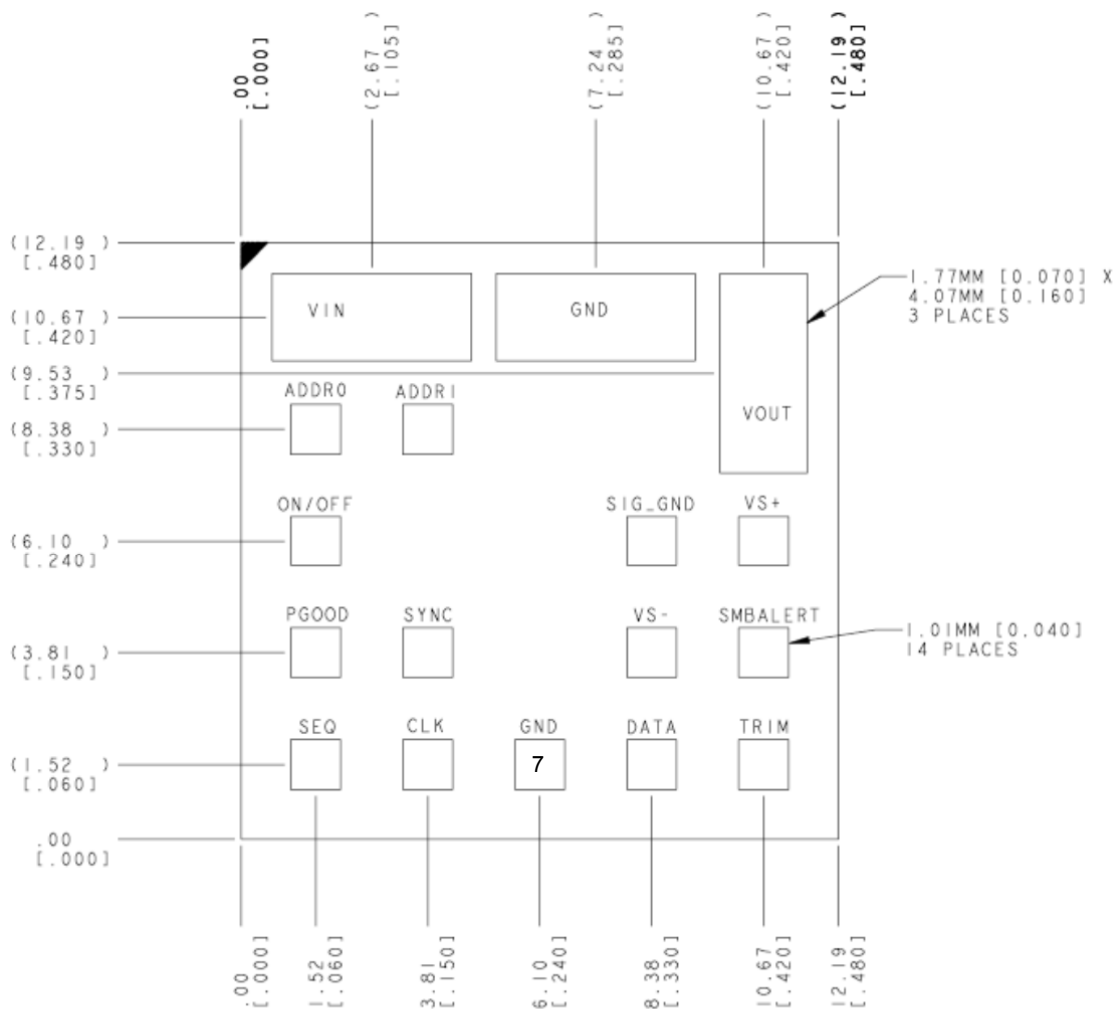 .00
[.000]
(2.67 )
[.105]
(7.24 )
[.285]
(10.67 )
[.420]
(12.19 )
[.480]
(12.19 )
[.480]
1.77MM [0.070] X
4.07MM [0.160]
3 PLACES
VIN
GND
(10.67 )
[.420]
(9.53 )
[.375]
ADDR0
ADDR1
VOUT
(8.38 )
[.330]
ON/OFF
SIG_GND
VS+
(6.10 )
[.240]
PGOOD
SYNC
VS-
SMBALERT
1.01MM [0.040]
14 PLACES
(3.81 )
[.150]
SEQ
CLK
GND
DATA
TRIM
7
(1.52 )
[.060]
.00
[.000]
.00
[.000]
1.52
[.060]
3.81
[.150]
6.10
[.240]
8.38
[.330]
10.67
[.420]
12.19
[.480]